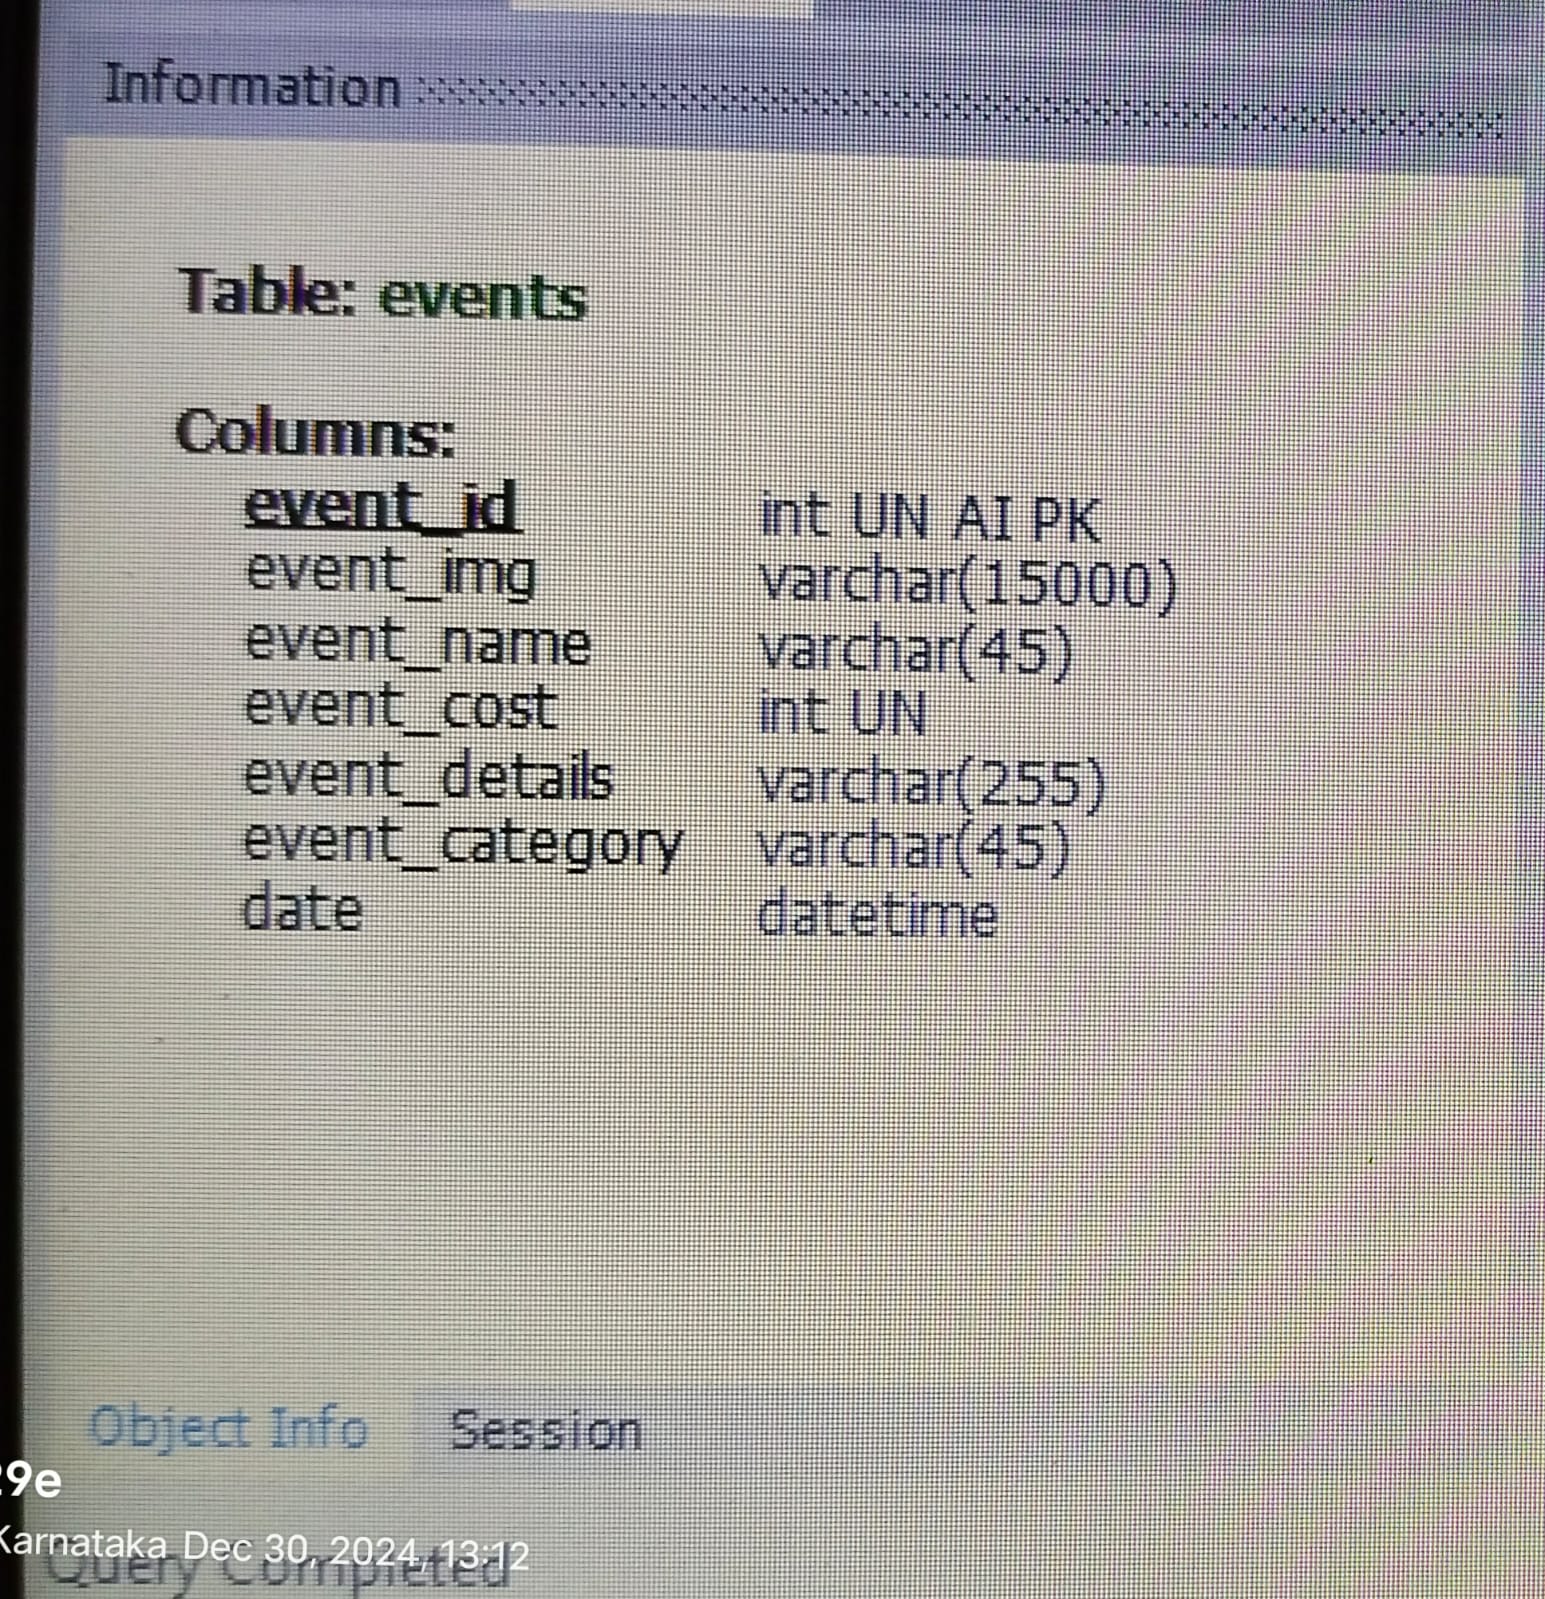 Information
Table: events
Columns:
event_id int UN AI PK
event_img varchar(15000)
event_name varchar(45)
event_cost int UN
event_details varchar(255)
event_category varchar(45)
date datetime
Object Info Session
9e
Karnataka Dec 30, 2024, 13:12
Query Completed